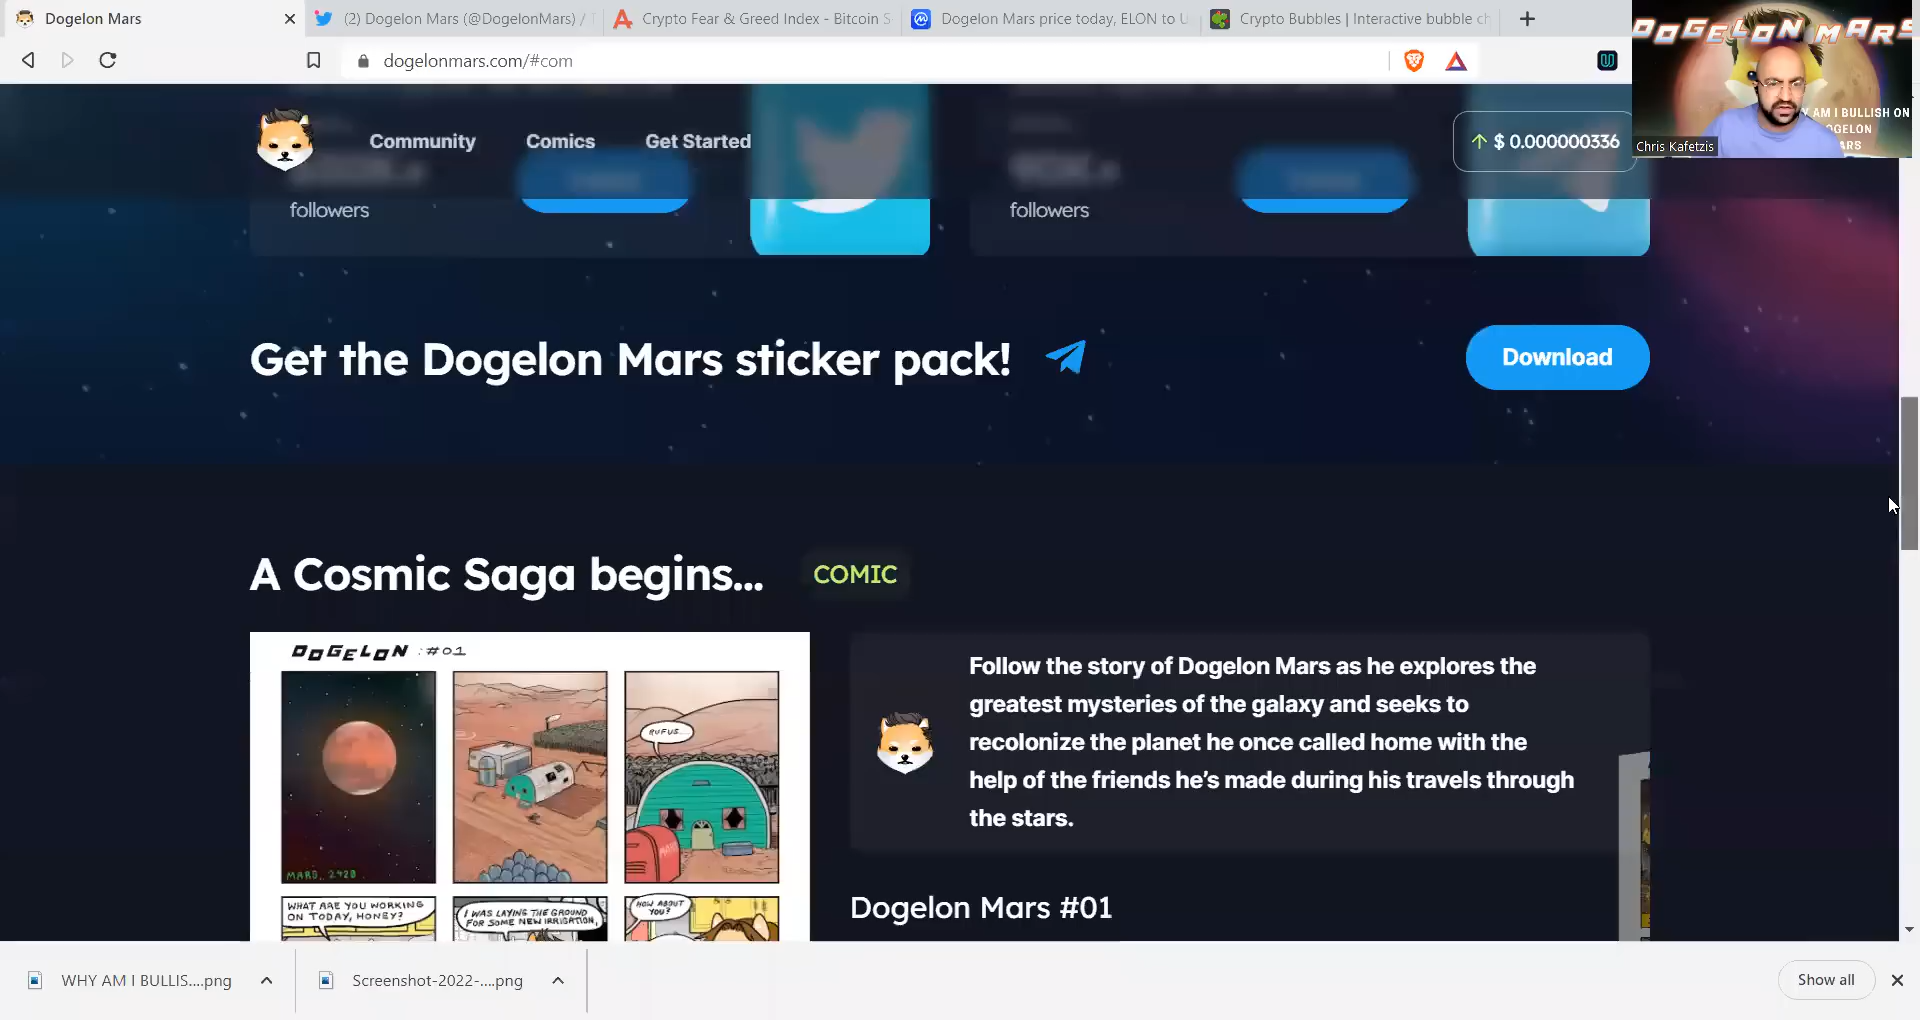 Dogelon Mars
(2) Dogelon Mars (@DogelonMars) /
Crypto Fear & Greed Index - Bitcoin S
Dogelon Mars price today, ELON to U
Crypto Bubbles | Interactive bubble ch
dogelonmars.com/#com
DOGELON MARS
Y AM I BULLISH ON
OGELON
ARS
Chris Kafetzis
Community
Comics
Get Started
$ 0.000000336
followers
followers
Get the Dogelon Mars sticker pack!
Download
A Cosmic Saga begins...
COMIC
DOGELON :#01
RUFUS...
MARS, 2420
WHAT ARE YOU WORKING
ON TODAY, HONEY?
I WAS LAYING THE GROUND
FOR SOME NEW IRRIGATION,
HOW ABOUT
YOU?
Follow the story of Dogelon Mars as he explores the
greatest mysteries of the galaxy and seeks to
recolonize the planet he once called home with the
help of the friends he's made during his travels through
the stars.
Dogelon Mars #01
WHY AM I BULLIS....png
Screenshot-2022-....png
Show all